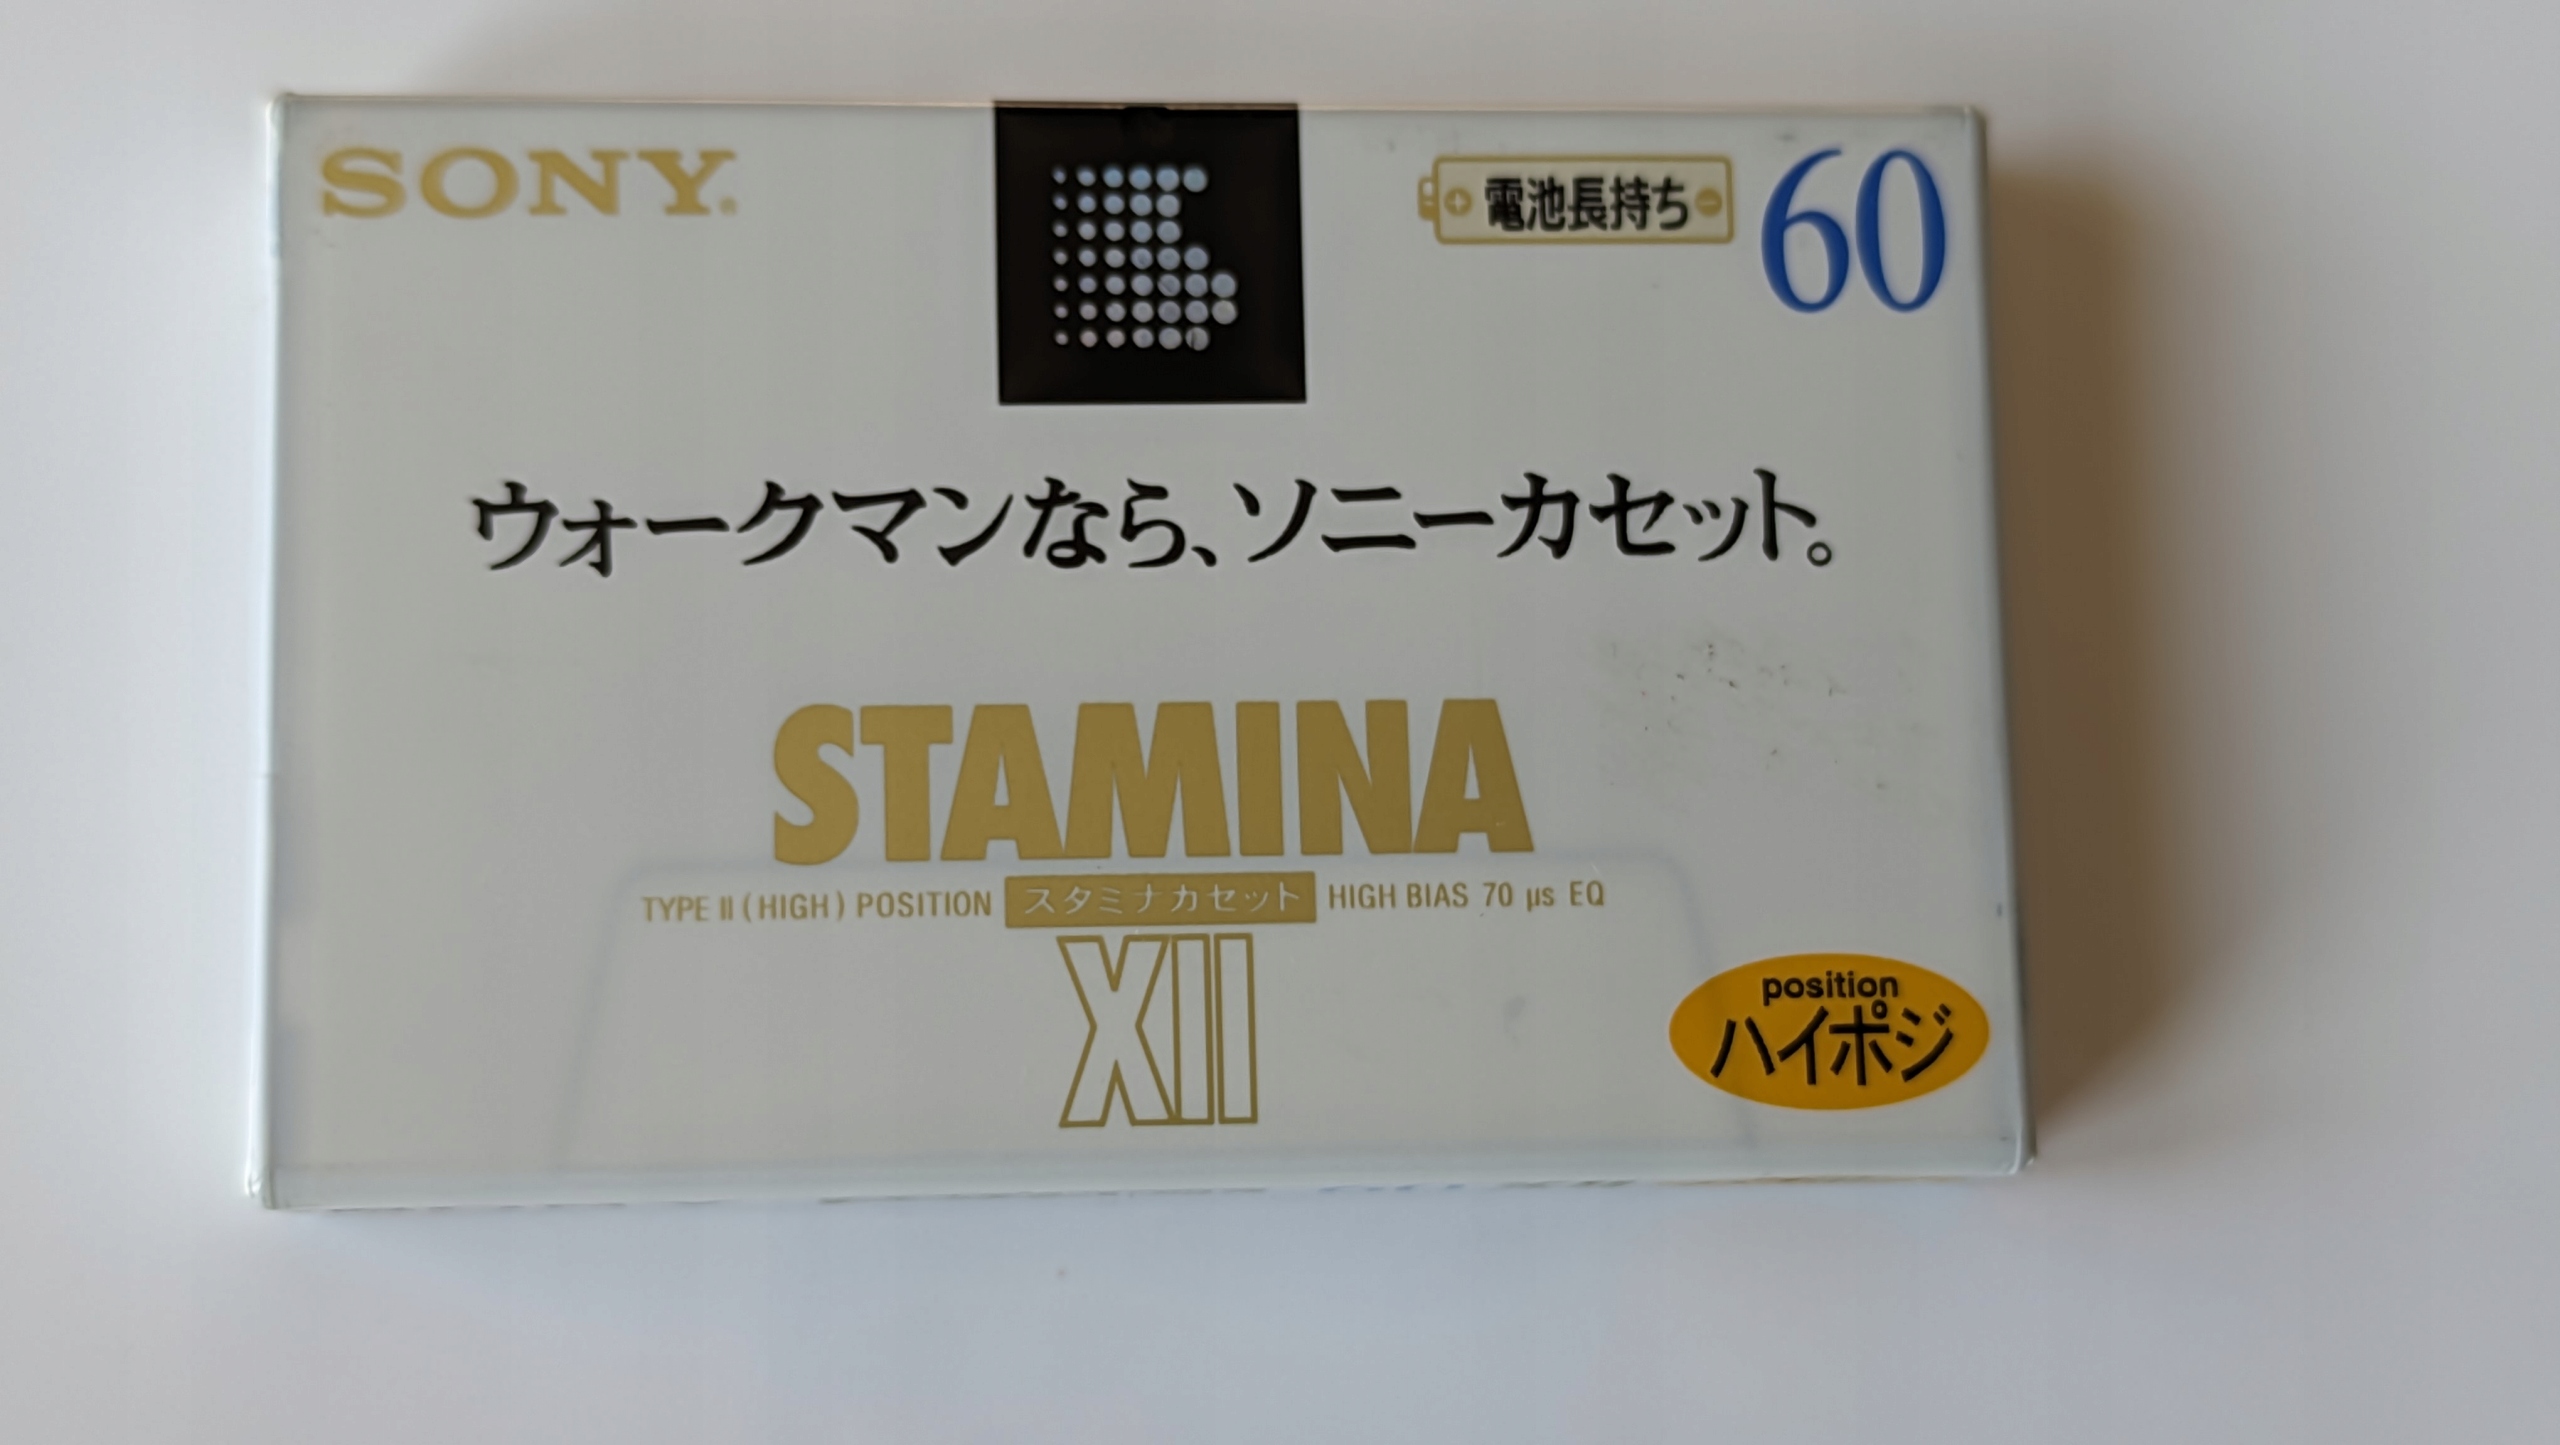 SONY®
電池長持ち 60
ウォークマンなら、ソニーカセット。
STAMINA
TYPE II (HIGH) POSITION スタミナカセット HIGH BIAS 70 µs EQ
XII
position
ハイポジ